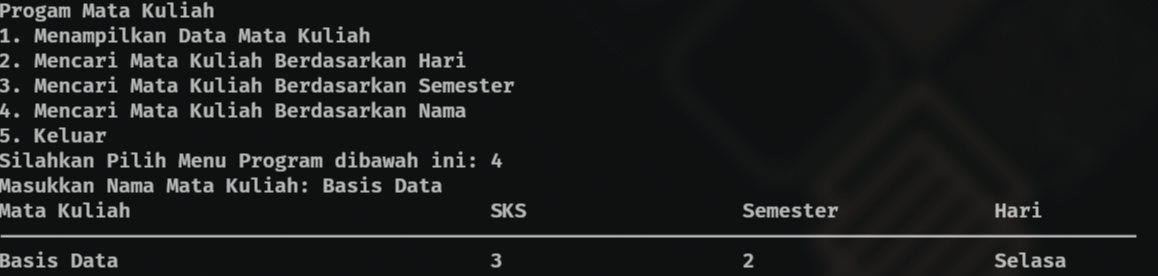 Progam Mata Kuliah
1. Menampilkan Data Mata Kuliah
2. Mencari Mata Kuliah Berdasarkan Hari
3. Mencari Mata Kuliah Berdasarkan Semester
4. Mencari Mata Kuliah Berdasarkan Nama
5. Keluar
Silahkan Pilih Menu Program dibawah ini: 4
Masukkan Nama Mata Kuliah: Basis Data
Mata Kuliah SKS Semester Hari
Basis Data 3 2 Selasa